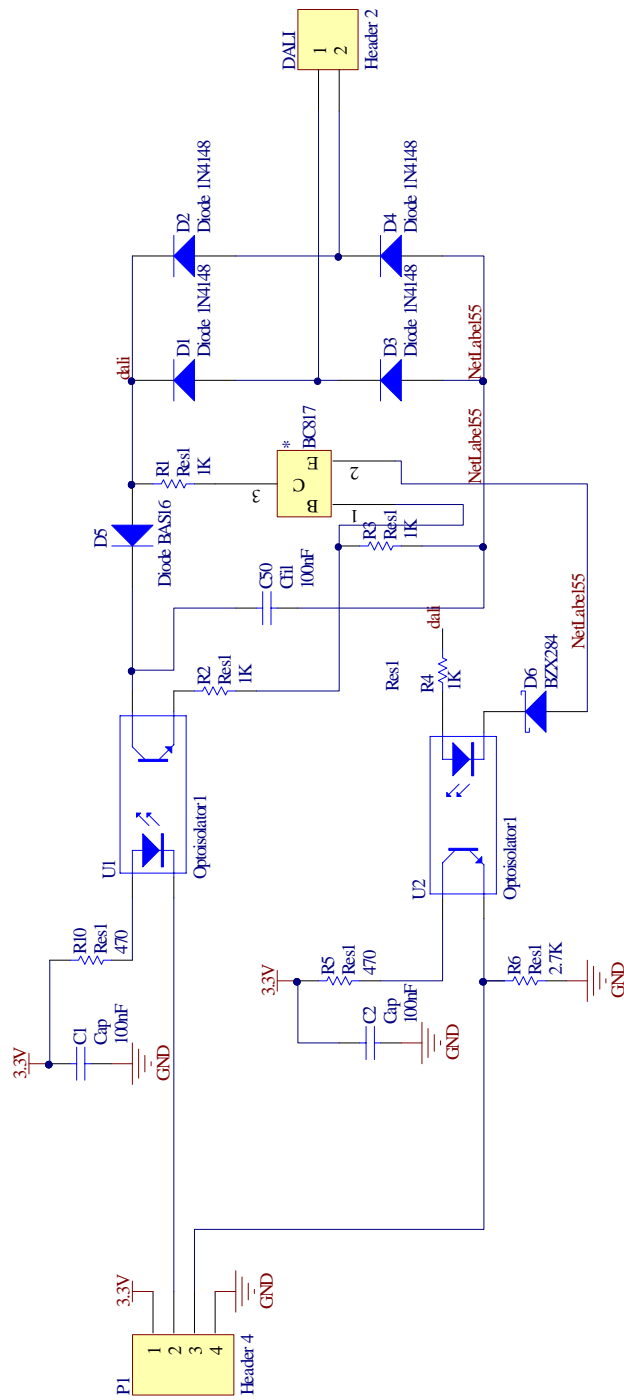 P1
1
2
3
4
Header 4
3.3V
GND
3.3V
C1
Cap
100nF
GND
R10
Res1
470
U1
Optoisolator1
R2
Res1
1K
D5
Diode BAS16
C50
Cfil
100nF
R1
Res1
1K
3
*
C
B
E
BC817
1
2
R3
Res1
1K
dali
D1
Diode 1N4148
D2
Diode 1N4148
D3
Diode 1N4148
D4
Diode 1N4148
NetLabel55
NetLabel55
DALI
1
2
Header 2
3.3V
R5
Res1
470
C2
Cap
100nF
GND
U2
Optoisolator1
R6
Res1
2.7K
GND
Res1
R4
1K
dali
D6
BZX284
NetLabel55